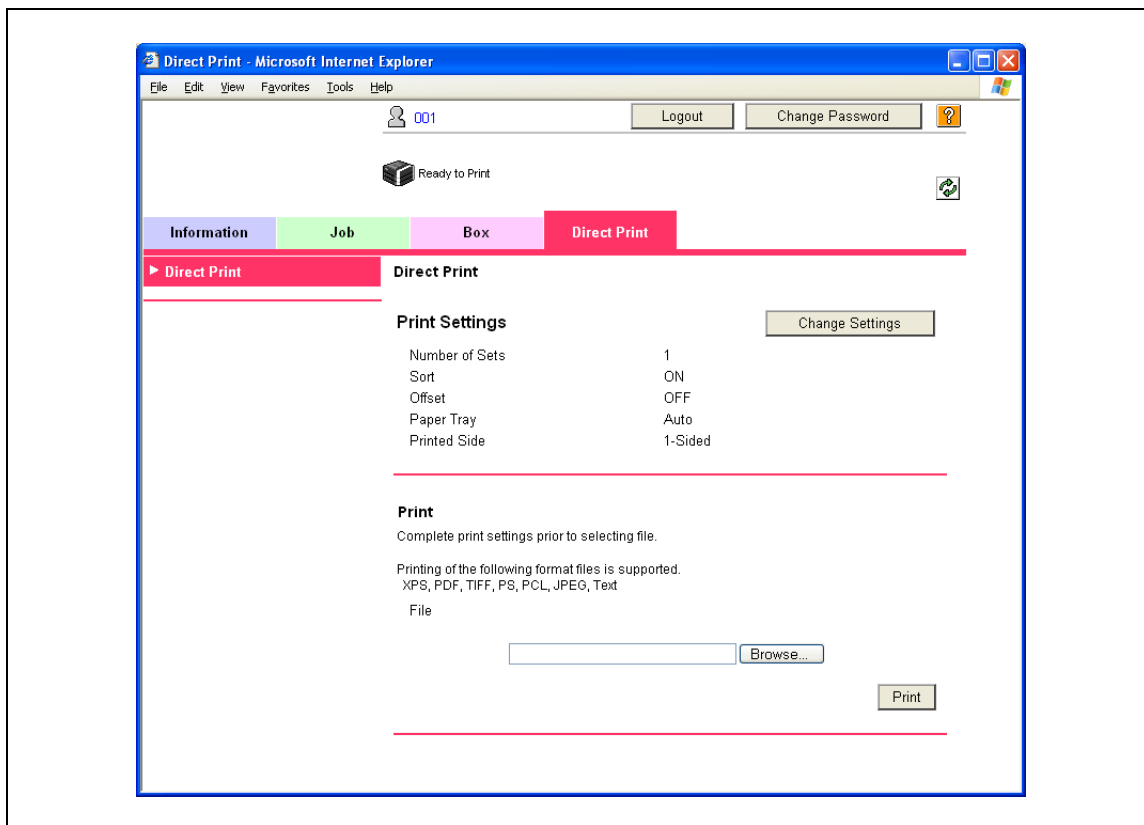 Direct Print - Microsoft Internet Explorer
File Edit View Favorites Tools Help
001 Logout Change Password ?
Ready to Print
Information Job Box Direct Print
Direct Print
Direct Print
Print Settings Change Settings
Number of Sets 1
Sort ON
Offset OFF
Paper Tray Auto
Printed Side 1-Sided
Print
Complete print settings prior to selecting file.
Printing of the following format files is supported.
XPS, PDF, TIFF, PS, PCL, JPEG, Text
File
Browse...
Print